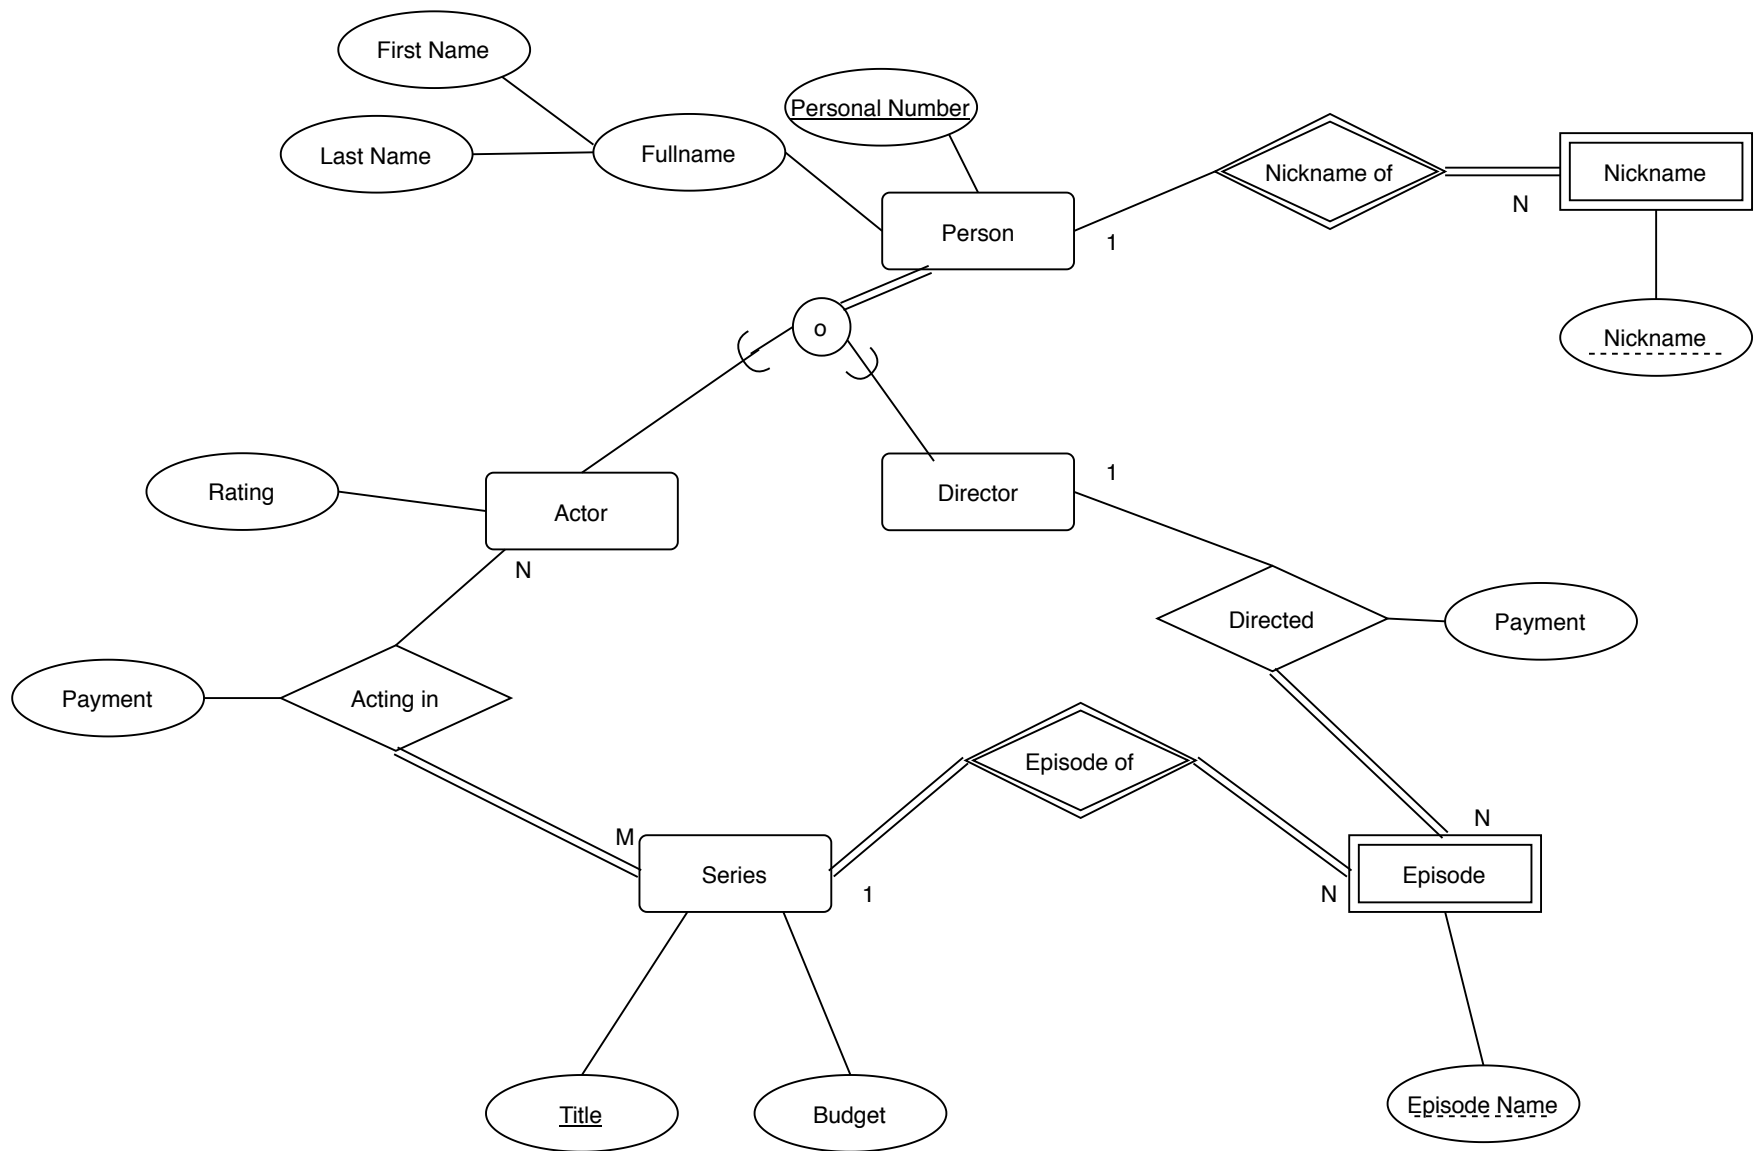 First Name
Personal Number
Last Name
Fullname
Nickname of
Nickname
N
Person
1
o
Nickname
1
Rating
Director
Actor
N
Directed
Payment
Payment
Acting in
Episode of
N
M
Series
Episode
1
N
Episode Name
Title
Budget